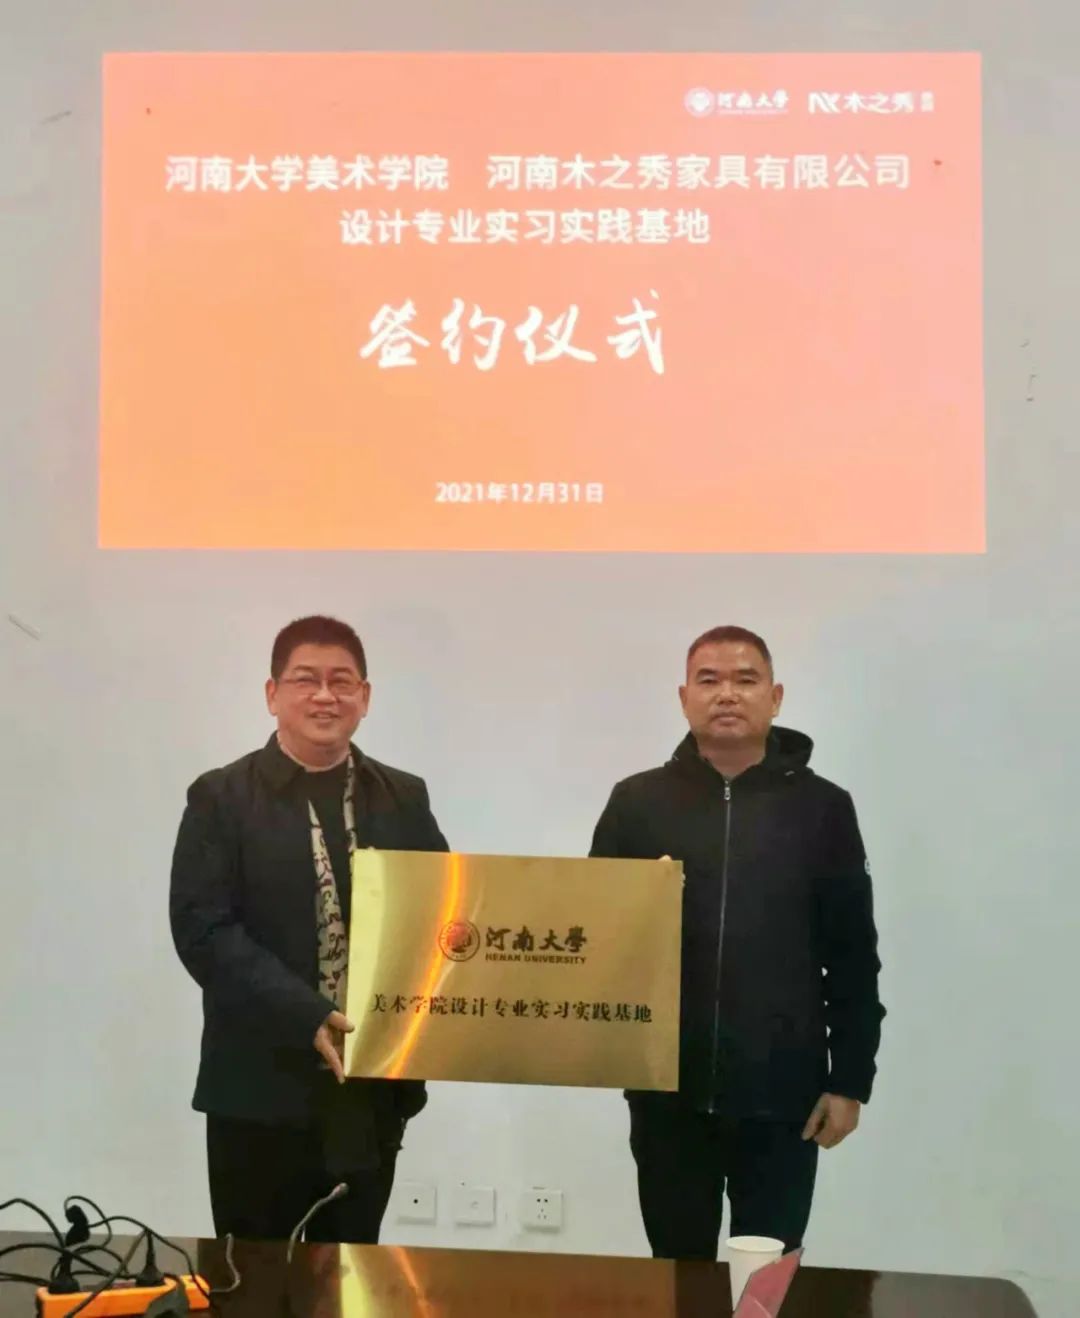 河南大學 木之秀
河南大学美术学院 河南木之秀家具有限公司
设计专业实习实践基地
签约仪式
2021年12月31日
河南大學
HENAN UNIVERSITY
美术学院设计专业实习实践基地